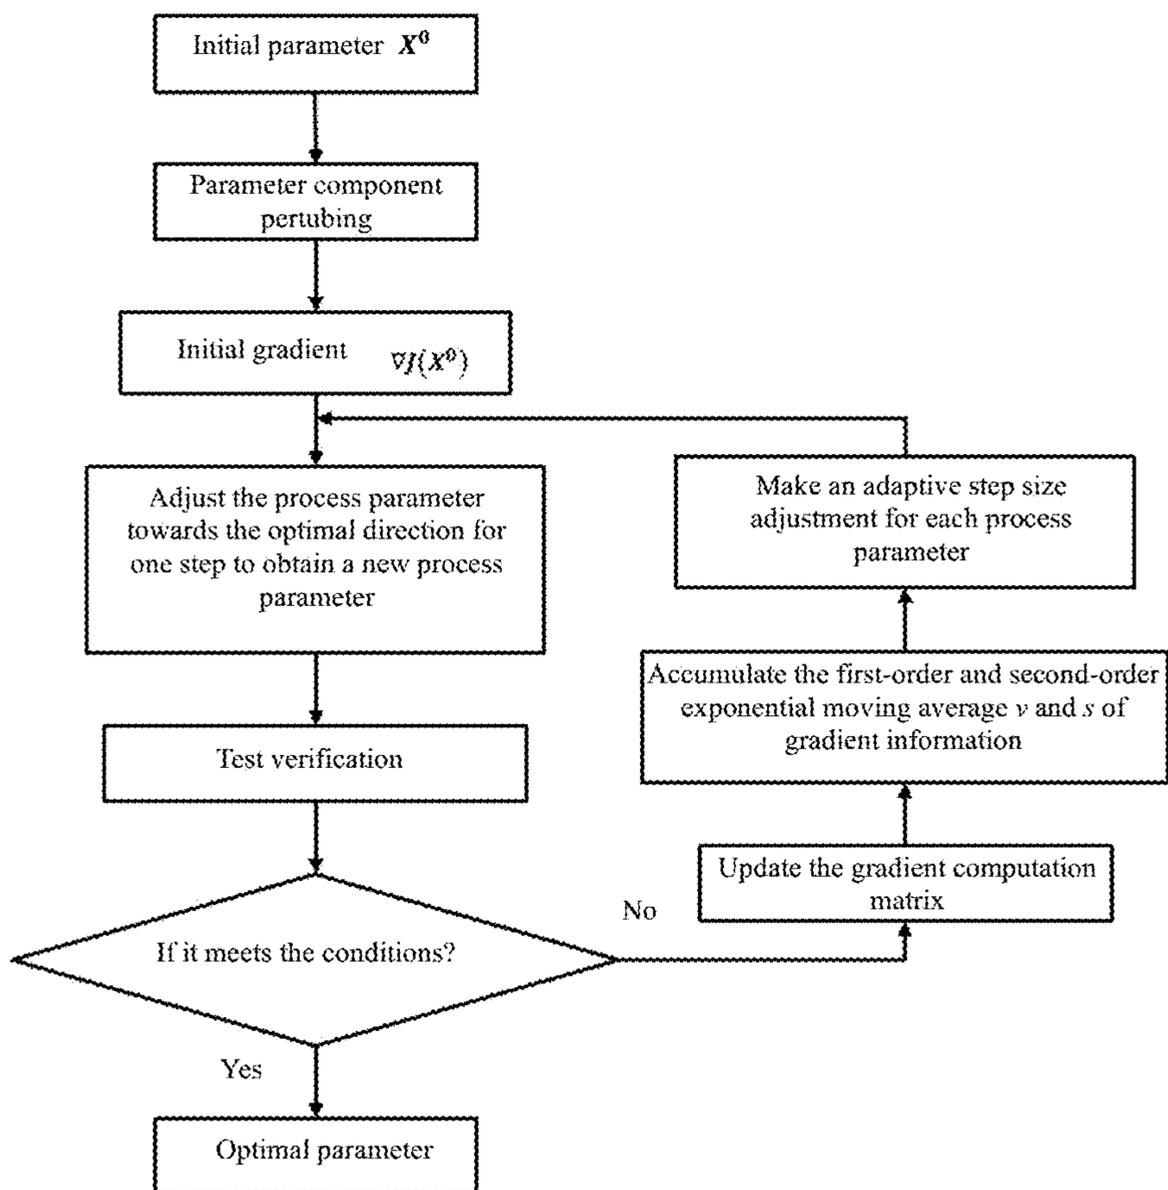 Initial parameter X⁰
Parameter component
pertubing
Initial gradient ∇J(X⁰)
Adjust the process parameter
towards the optimal direction for
one step to obtain a new process
parameter
Test verification
If it meets the conditions?
No
Yes
Optimal parameter
Update the gradient computation
matrix
Accumulate the first-order and second-order
exponential moving average v and s of
gradient information
Make an adaptive step size
adjustment for each process
parameter